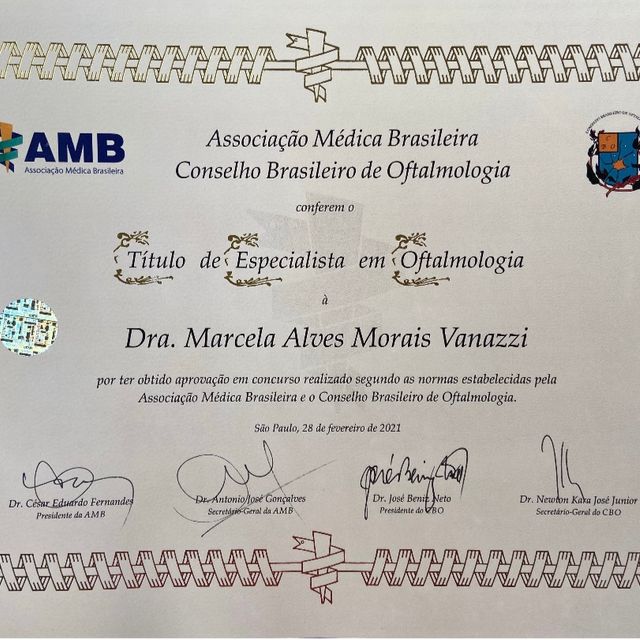 AMB
Associação Médica Brasileira
Associação Médica Brasileira
Conselho Brasileiro de Oftalmologia
conferem o
Título de Especialista em Oftalmologia
à
Dra. Marcela Alves Morais Vanazzi
por ter obtido aprovação em concurso realizado segundo as normas estabelecidas pela
Associação Médica Brasileira e o Conselho Brasileiro de Oftalmologia.
São Paulo, 28 de fevereiro de 2021
Dr. César Eduardo Fernandes
Presidente da AMB
Dr. Antonio José Gonçalves
Secretário-Geral da AMB
Dr. José Beniz Neto
Presidente do CBO
Dr. Newton Kara José Junior
Secretário-Geral do CBO